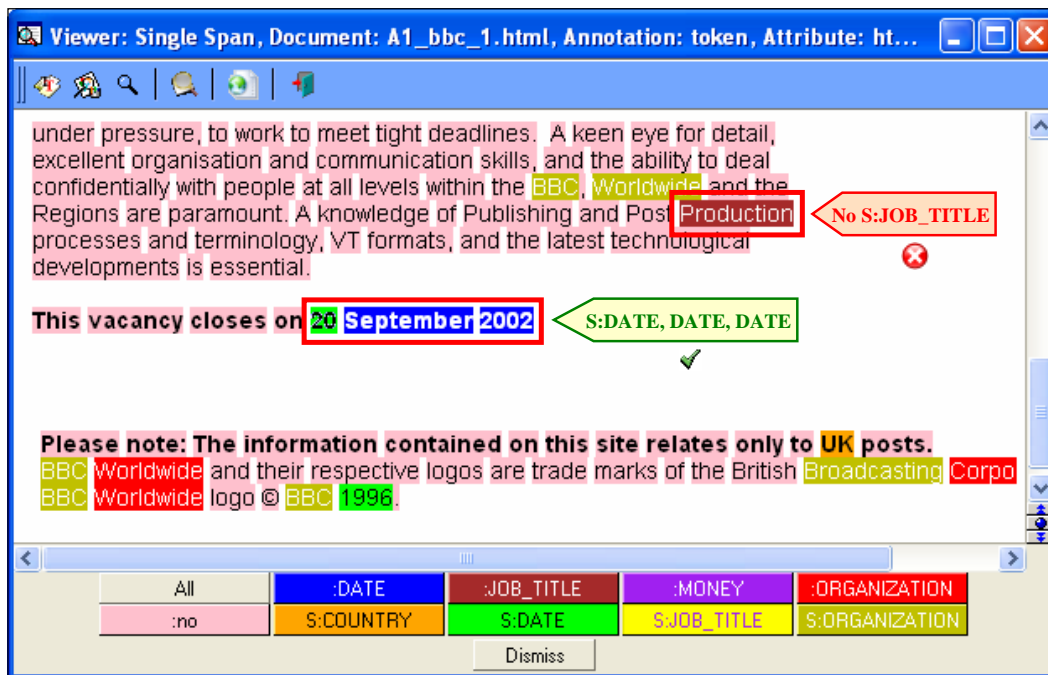 Viewer: Single Span, Document: A1_bbc_1.html, Annotation: token, Attribute: ht...
under pressure, to work to meet tight deadlines. A keen eye for detail,
excellent organisation and communication skills, and the ability to deal
confidentially with people at all levels within the BBC, Worldwide and the
Regions are paramount. A knowledge of Publishing and Post Production
No S:JOB_TITLE
processes and terminology, VT formats, and the latest technological
developments is essential.
This vacancy closes on 20 September 2002
S:DATE, DATE, DATE
Please note: The information contained on this site relates only to UK posts.
BBC Worldwide and their respective logos are trade marks of the British Broadcasting Corpo
BBC Worldwide logo © BBC 1996.
All :DATE :JOB_TITLE :MONEY :ORGANIZATION
:no S:COUNTRY S:DATE S:JOB_TITLE S:ORGANIZATION
Dismiss